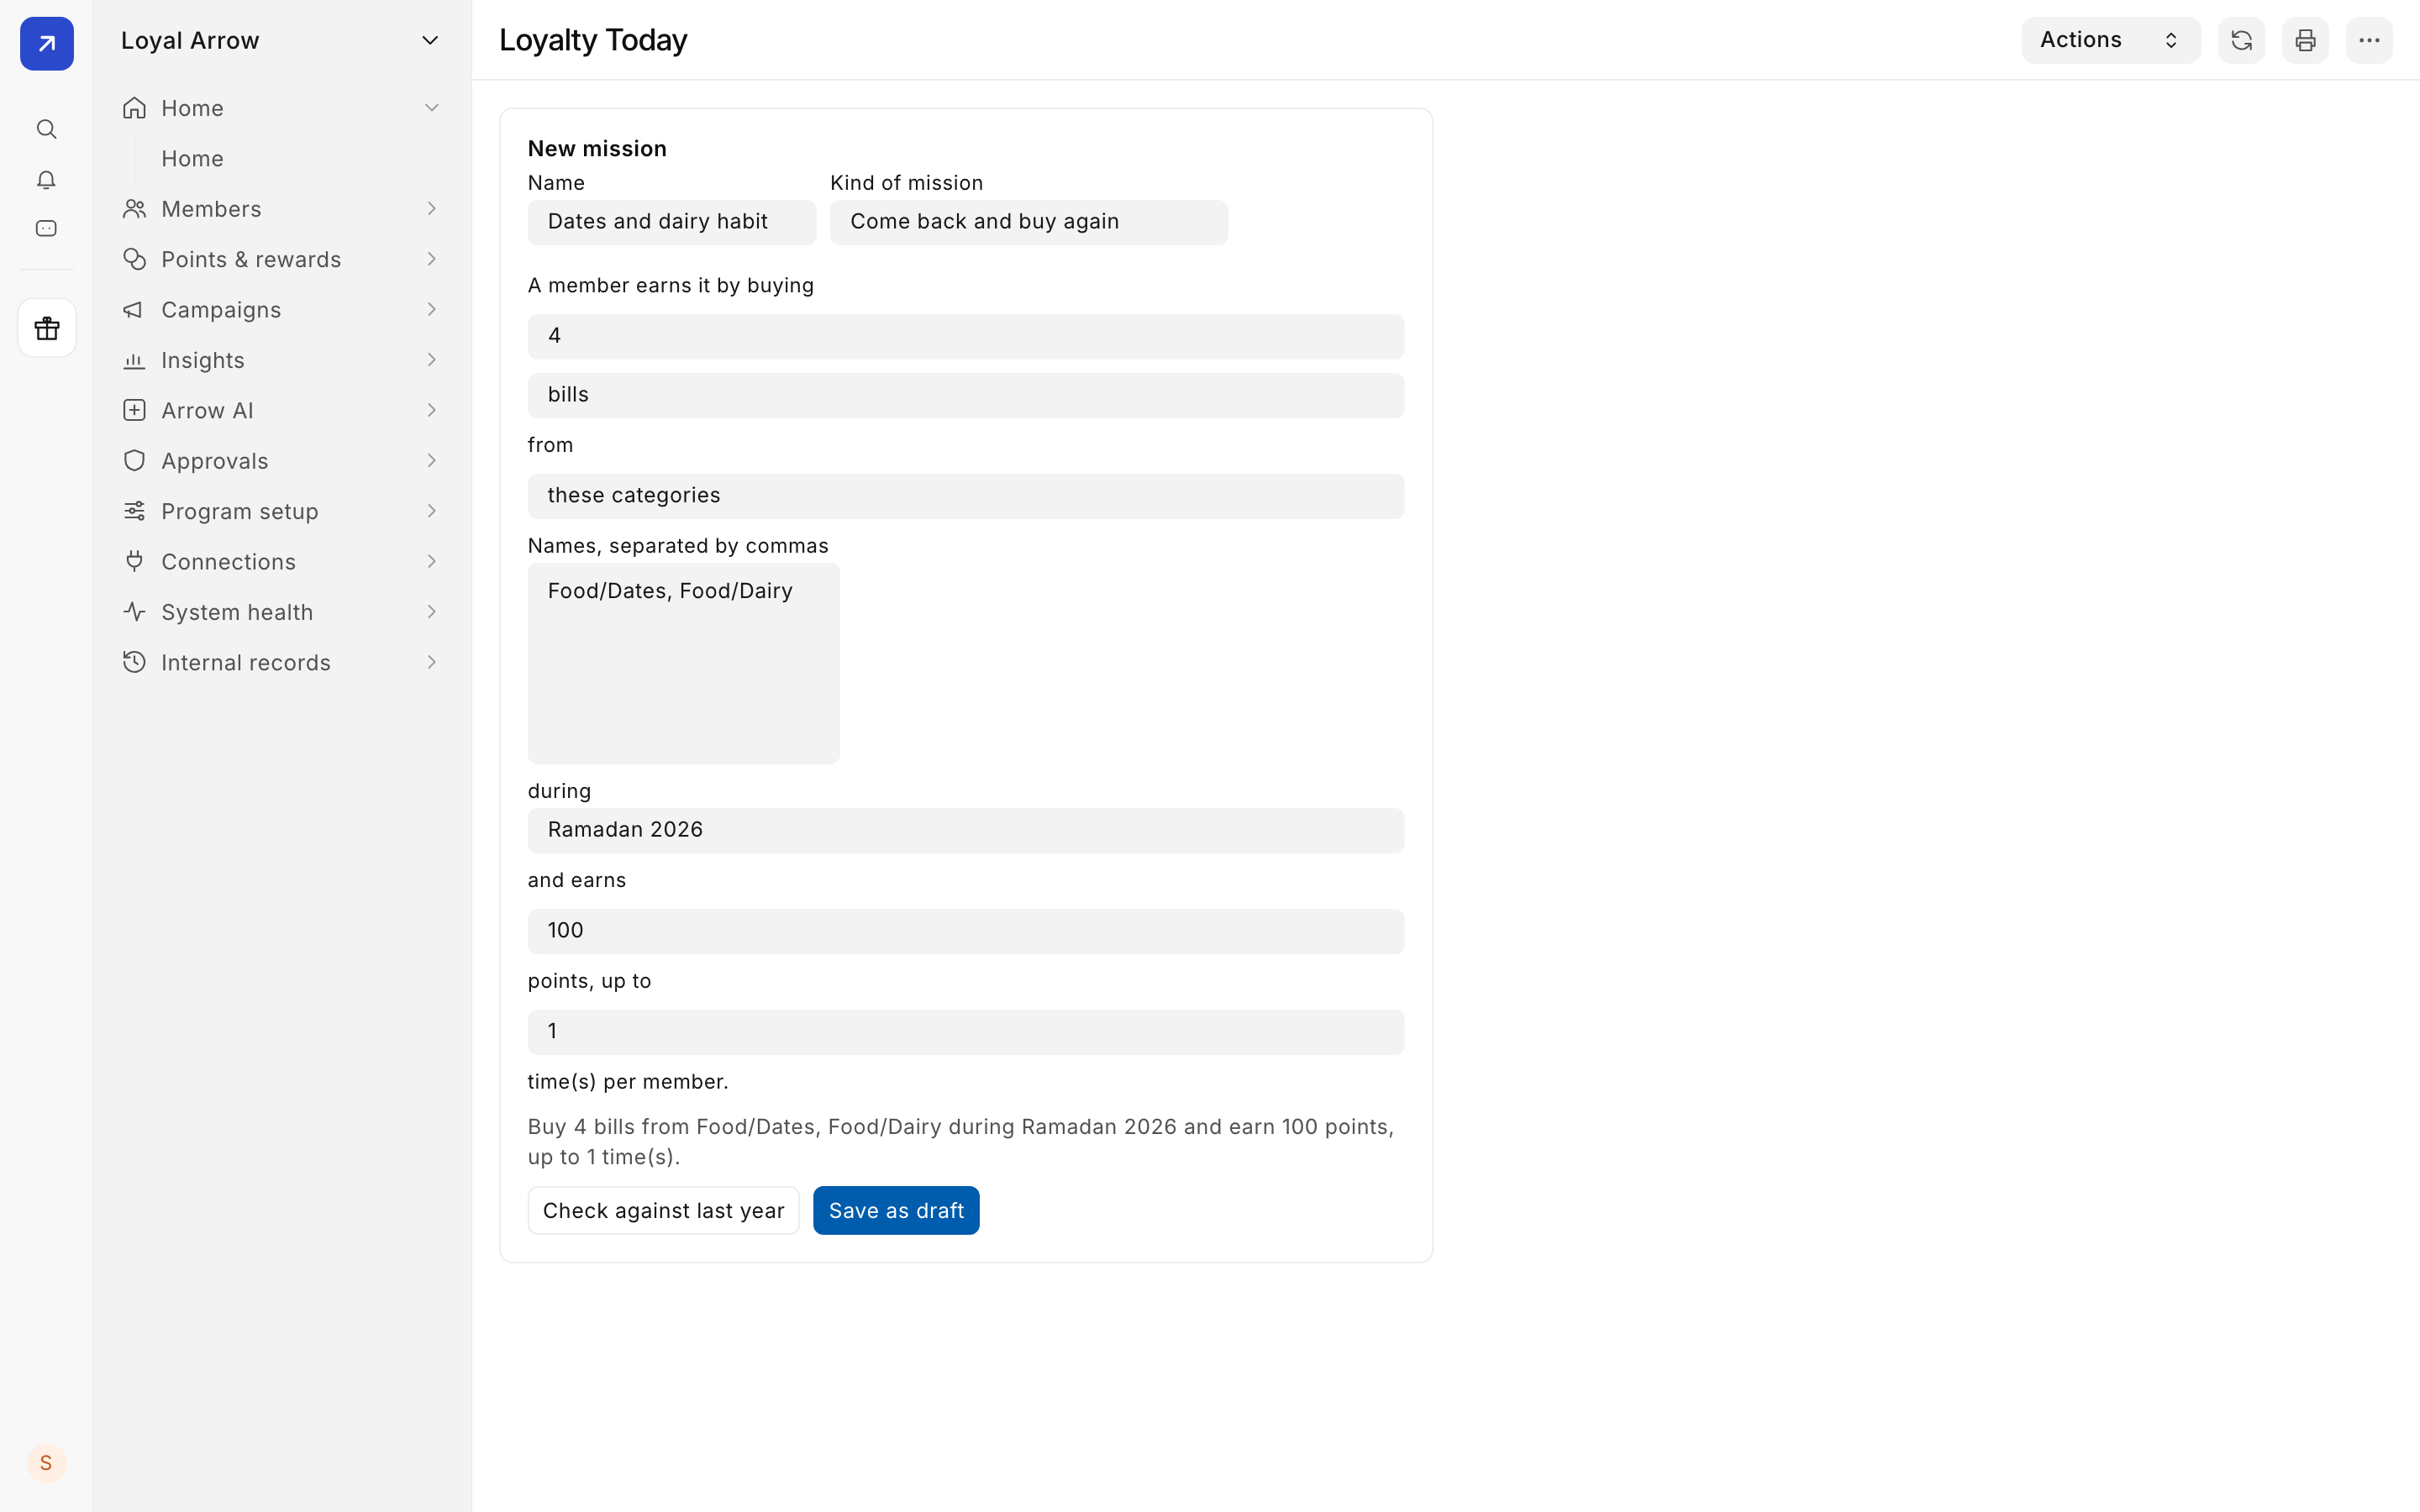 Loyal Arrow
Home
Home
Members
Points & rewards
Campaigns
Insights
Arrow AI
Approvals
Program setup
Connections
System health
Internal records
S
Loyalty Today
Actions
New mission
Name
Kind of mission
Dates and dairy habit
Come back and buy again
A member earns it by buying
4
bills
from
these categories
Names, separated by commas
Food/Dates, Food/Dairy
during
Ramadan 2026
and earns
100
points, up to
1
time(s) per member.
Buy 4 bills from Food/Dates, Food/Dairy during Ramadan 2026 and earn 100 points,
up to 1 time(s).
Check against last year
Save as draft